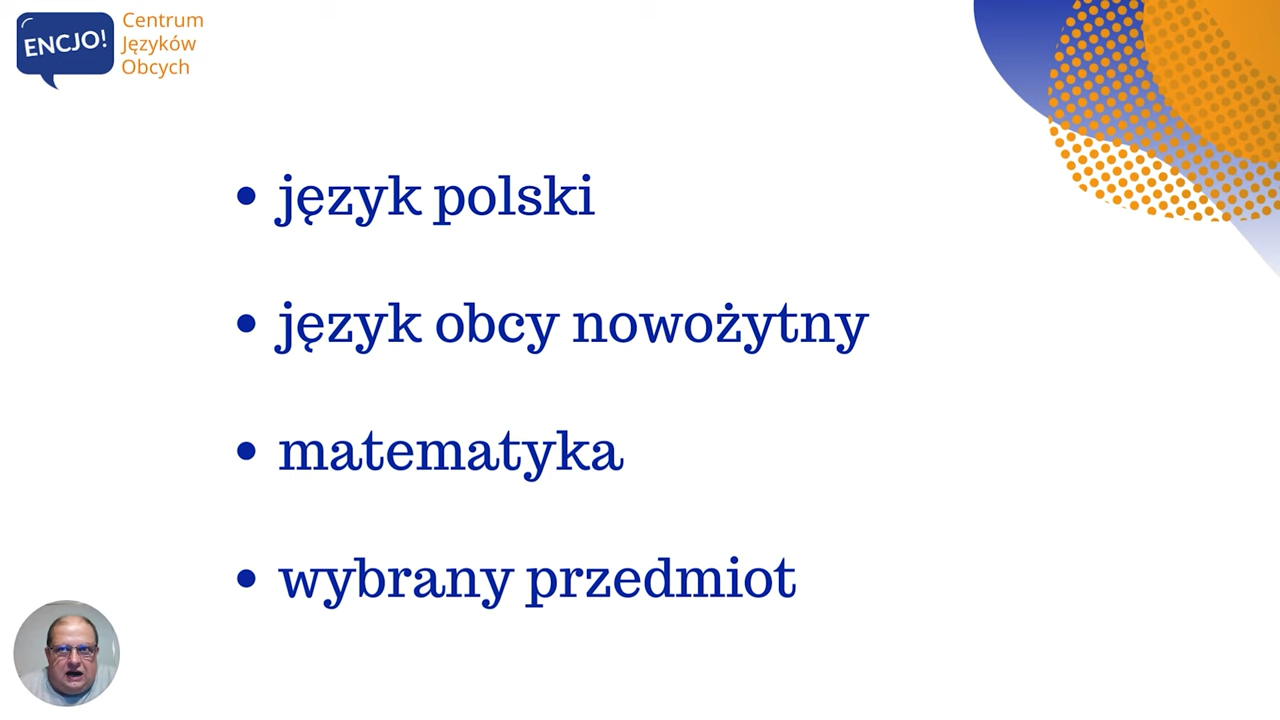 ENCJO!
Centrum
Języków
Obcych
• język polski
• język obcy nowożytny
• matematyka
• wybrany przedmiot